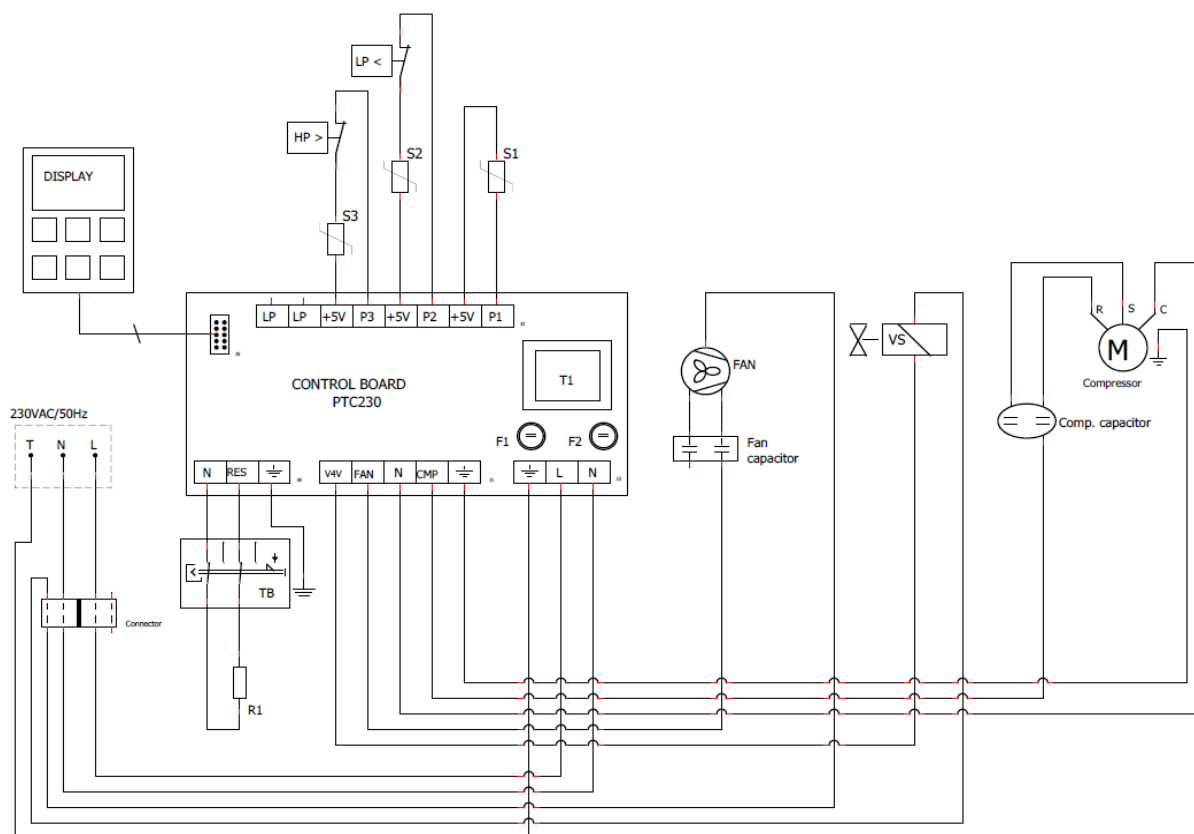 LP <
HP >
S2
S1
DISPLAY
S3
LP LP +5V P3 +5V P2 +5V P1
R S C
VS
M
FAN
T1
CONTROL BOARD
PTC230
Compressor
230VAC/50Hz
Comp. capacitor
T N L
F1
F2
Fan
capacitor
N RES
V4V FAN N CMP
L N
TB
Connector
R1